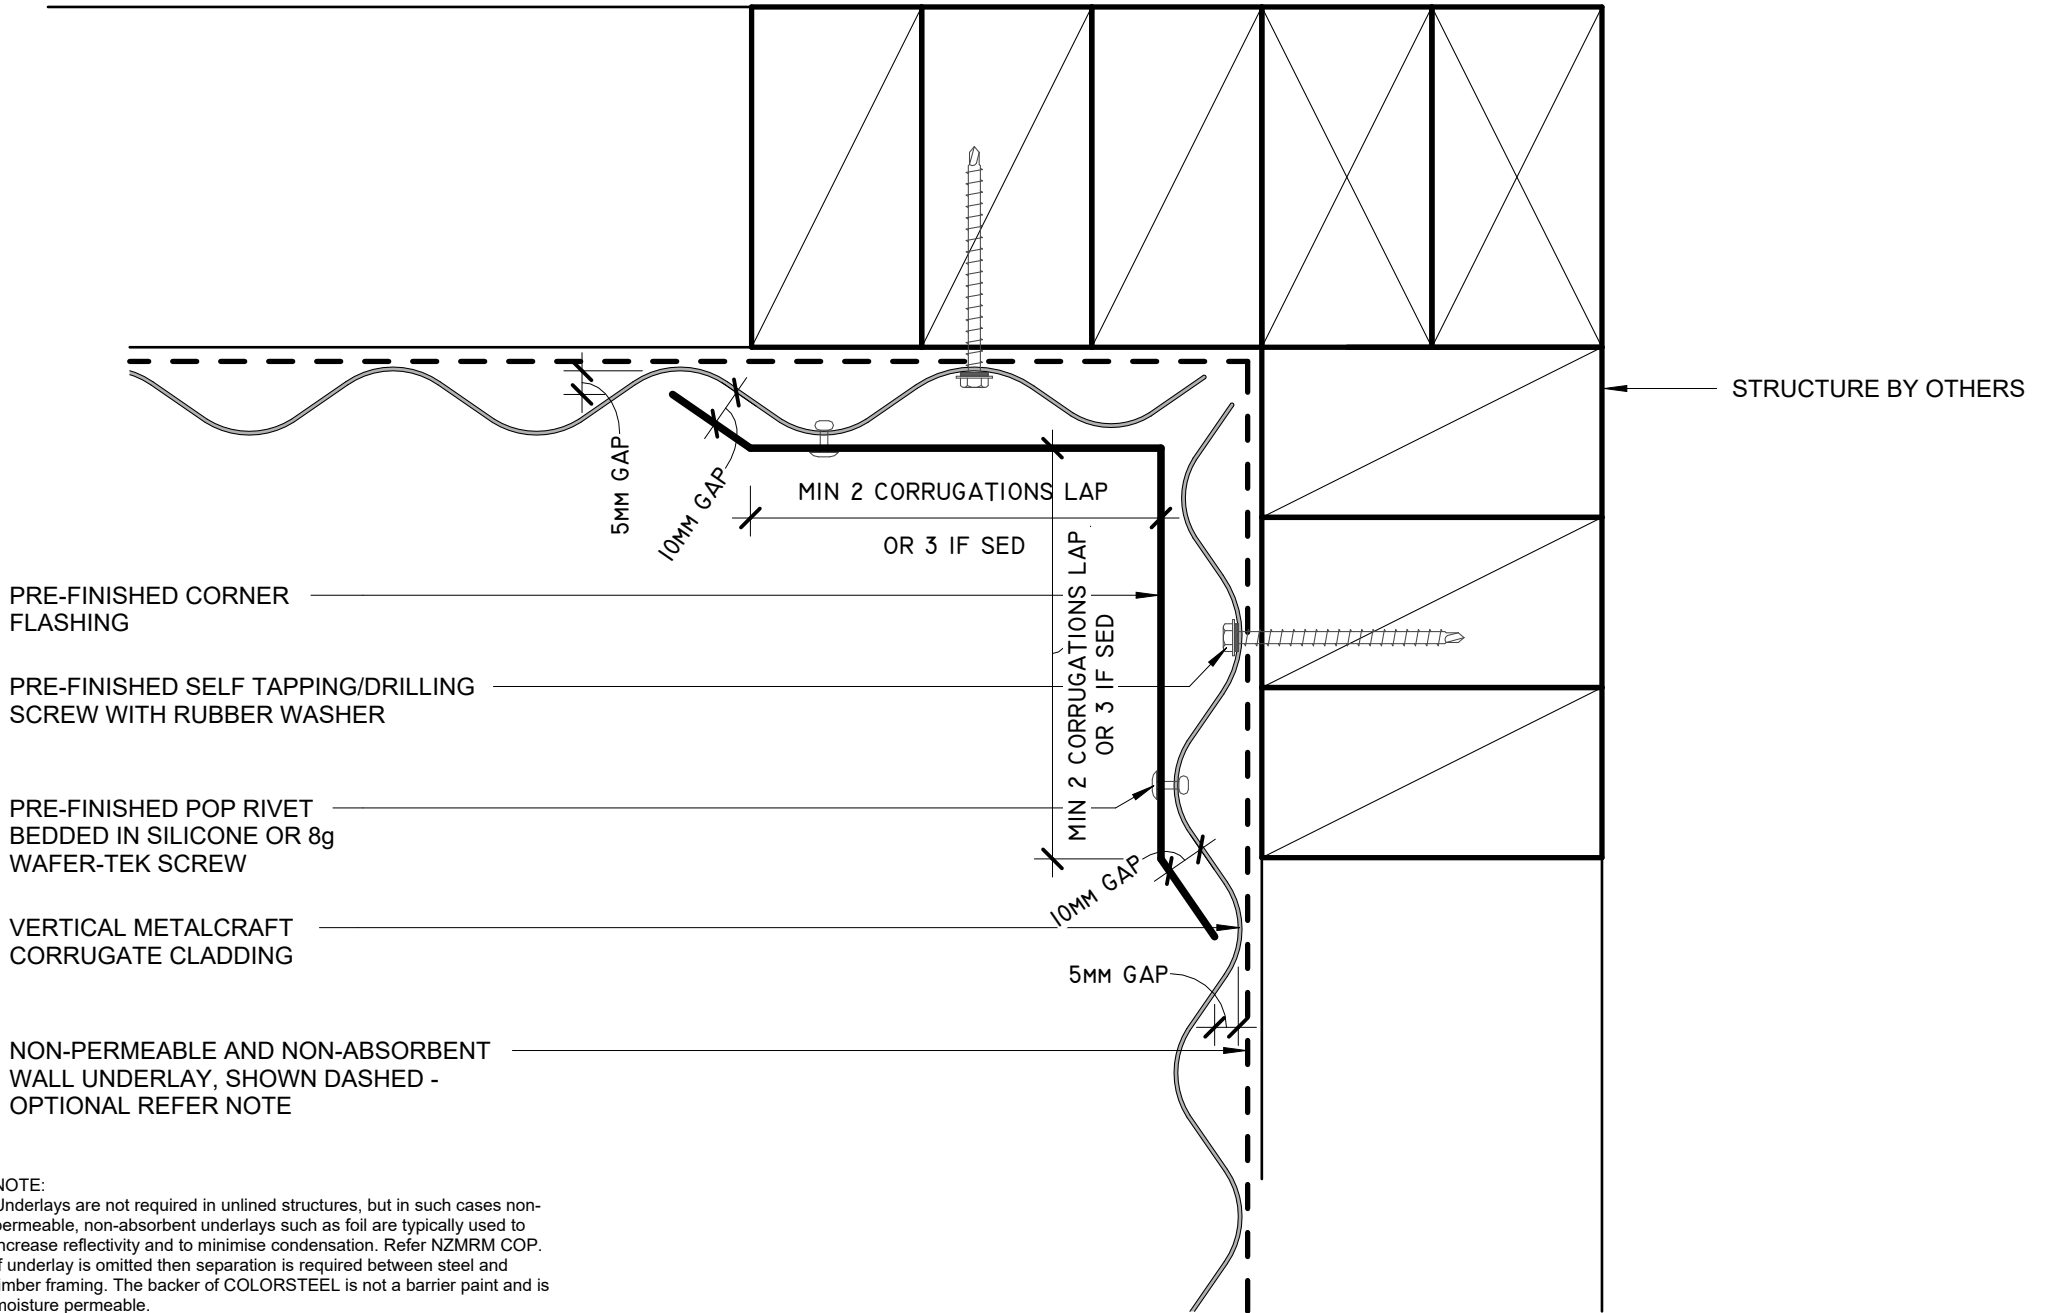 STRUCTURE BY OTHERS
5MM GAP
10MM GAP
MIN 2 CORRUGATIONS LAP
OR 3 IF SED
MIN 2 CORRUGATIONS LAP
OR 3 IF SED
PRE-FINISHED CORNER
FLASHING
PRE-FINISHED SELF TAPPING/DRILLING
SCREW WITH RUBBER WASHER
PRE-FINISHED POP RIVET
BEDDED IN SILICONE OR 8g
WAFER-TEK SCREW
10MM GAP
VERTICAL METALCRAFT
CORRUGATE CLADDING
5MM GAP
NON-PERMEABLE AND NON-ABSORBENT
WALL UNDERLAY, SHOWN DASHED -
OPTIONAL REFER NOTE
NOTE:
Underlays are not required in unlined structures, but in such cases non-
permeable, non-absorbent underlays such as foil are typically used to
increase reflectivity and to minimise condensation. Refer NZMRM COP.
If underlay is omitted then separation is required between steel and
timber framing. The backer of COLORSTEEL is not a barrier paint and is
moisture permeable.